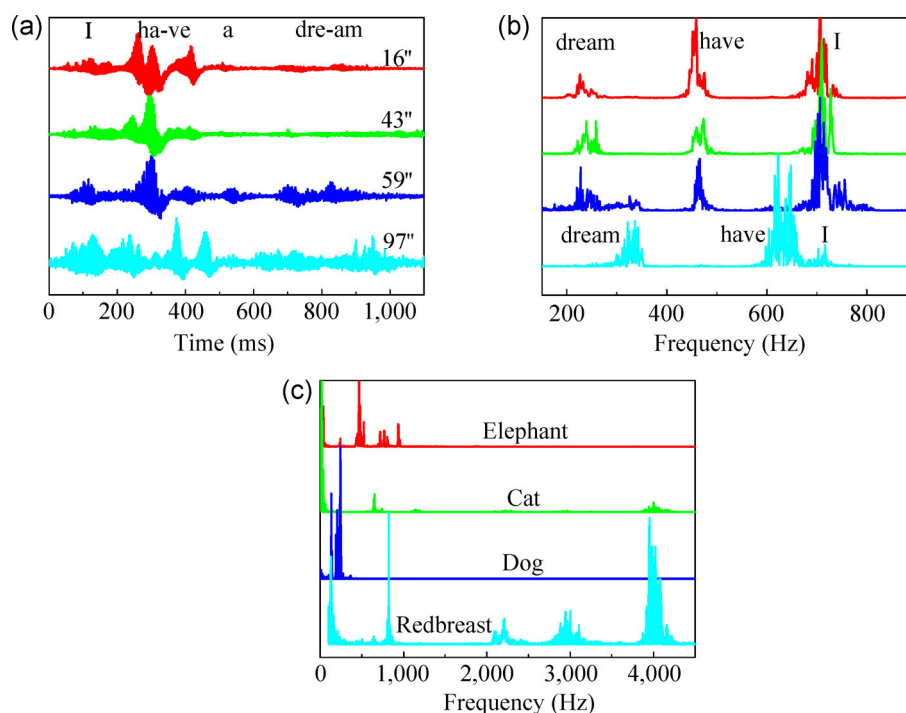 (a)
I ha-ve a dre-am
16"
43"
59"
97"
0 200 400 600 800 1,000
Time (ms)
(b)
dream have I
dream have I
200 400 600 800
Frequency (Hz)
(c)
Elephant
Cat
Dog
Redbreast
0 1,000 2,000 3,000 4,000
Frequency (Hz)